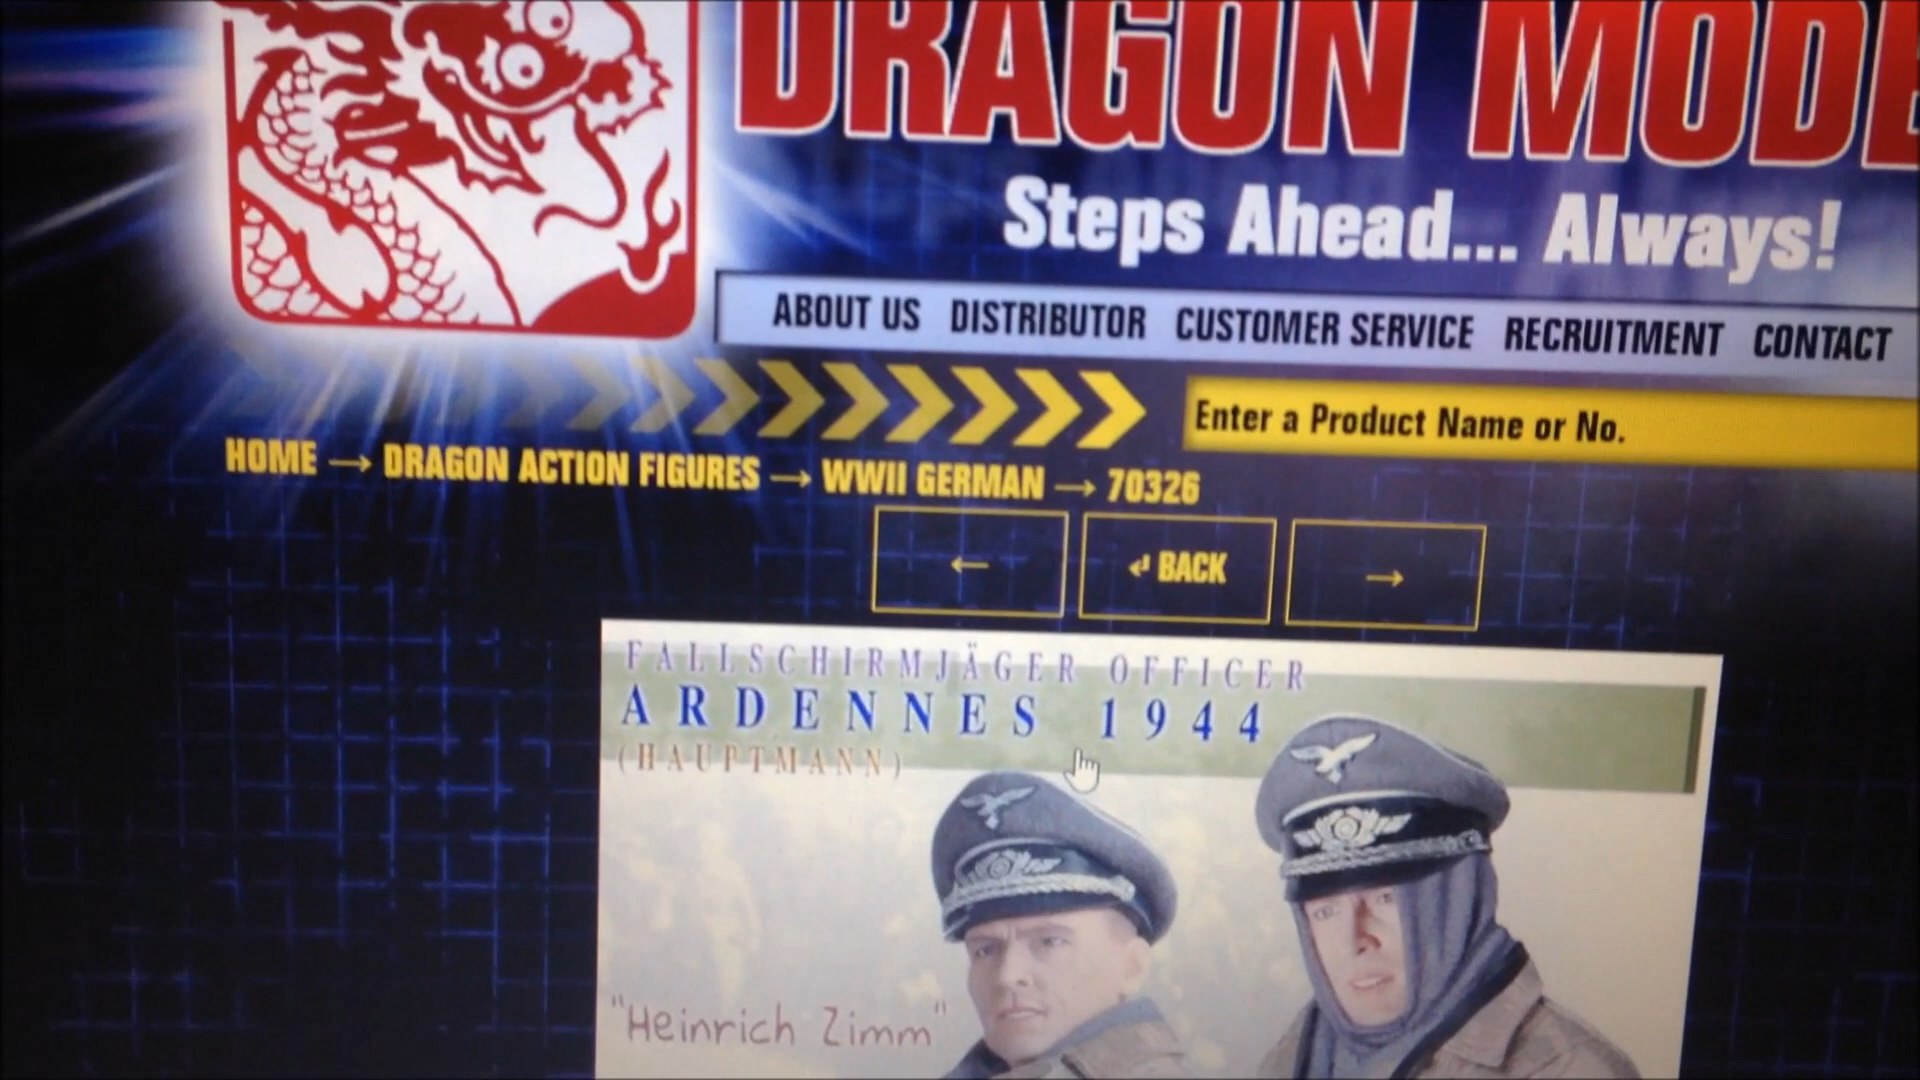 DRAGON MODE
Steps Ahead... Always!
ABOUT US DISTRIBUTOR CUSTOMER SERVICE RECRUITMENT CONTACT
Enter a Product Name or No.
HOME → DRAGON ACTION FIGURES → WWII GERMAN → 70326
← ↲ BACK →
FALLSCHIRMJÄGER OFFICER
ARDENNES 1944
(HAUPTMANN)
"Heinrich Zimm"